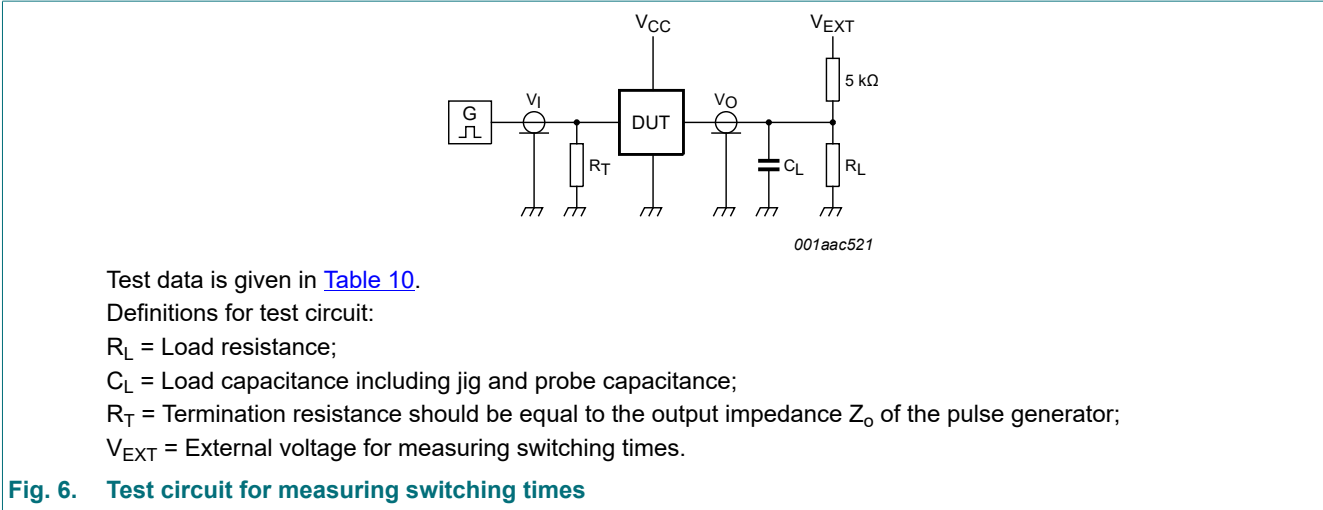 VCC
VEXT
5 kΩ
G
VI
DUT
VO
RT
CL
RL
001aac521
Test data is given in Table 10.
Definitions for test circuit:
RL = Load resistance;
CL = Load capacitance including jig and probe capacitance;
RT = Termination resistance should be equal to the output impedance Zo of the pulse generator;
VEXT = External voltage for measuring switching times.
Fig. 6. Test circuit for measuring switching times